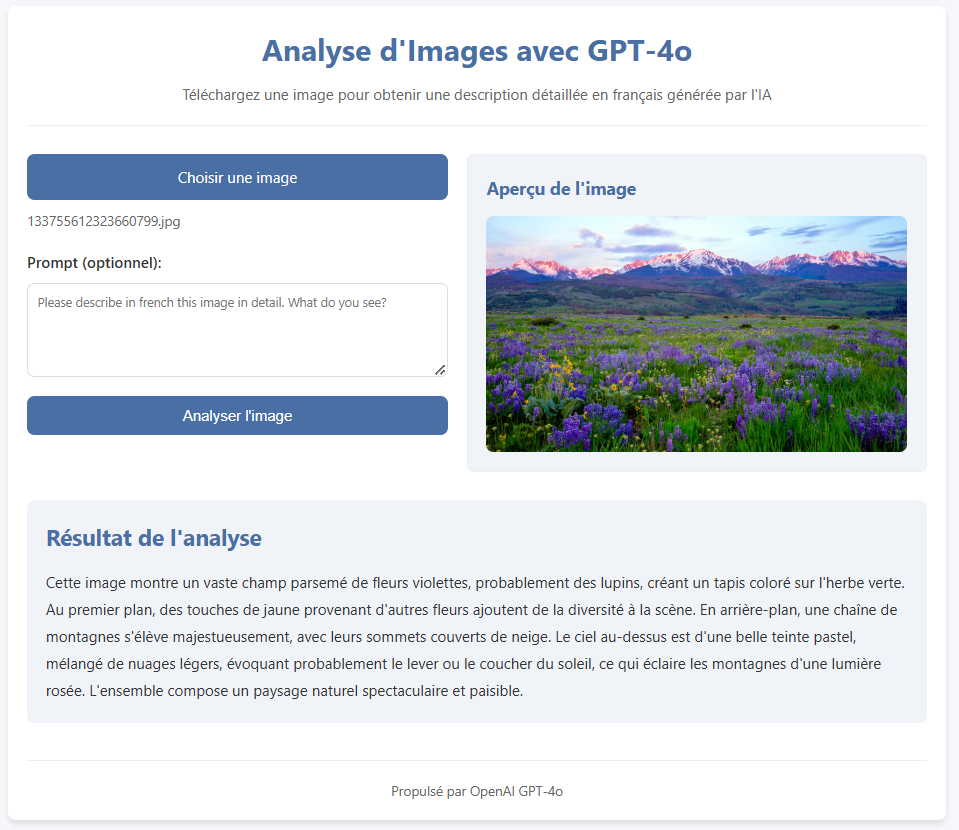 Analyse d'Images avec GPT-4o
Téléchargez une image pour obtenir une description détaillée en français générée par l'IA
Choisir une image
133755612323660799.jpg
Prompt (optionnel):
Please describe in french this image in detail. What do you see?
Analyser l'image
Aperçu de l'image
Résultat de l'analyse
Cette image montre un vaste champ parsemé de fleurs violettes, probablement des lupins, créant un tapis coloré sur l'herbe verte.
Au premier plan, des touches de jaune provenant d'autres fleurs ajoutent de la diversité à la scène. En arrière-plan, une chaîne de
montagnes s'élève majestueusement, avec leurs sommets couverts de neige. Le ciel au-dessus est d'une belle teinte pastel,
mélangé de nuages légers, évoquant probablement le lever ou le coucher du soleil, ce qui éclaire les montagnes d'une lumière
rosée. L'ensemble compose un paysage naturel spectaculaire et paisible.
Propulsé par OpenAI GPT-4o